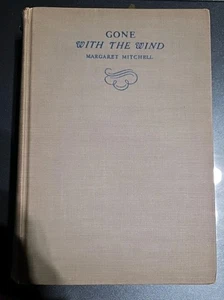 GONE
WITH THE WIND
MARGARET MITCHELL